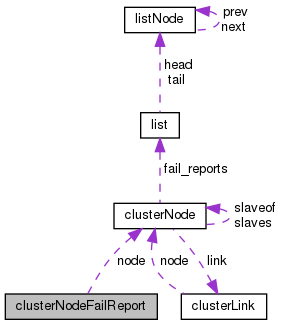 listNode
prev
next
head
tail
list
fail_reports
clusterNode
slaveof
slaves
node
node
link
clusterNodeFailReport
clusterLink